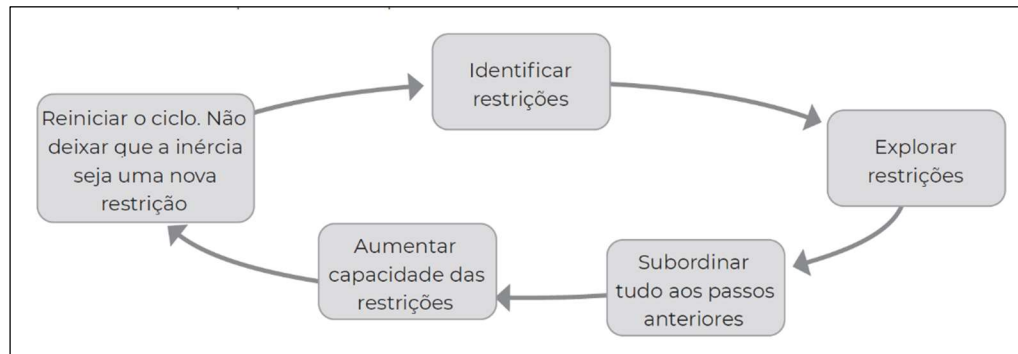 Identificar
restrições
Explorar
restrições
Subordinar
tudo aos passos
anteriores
Aumentar
capacidade das
restrições
Reiniciar o ciclo. Não
deixar que a inércia
seja uma nova
restrição